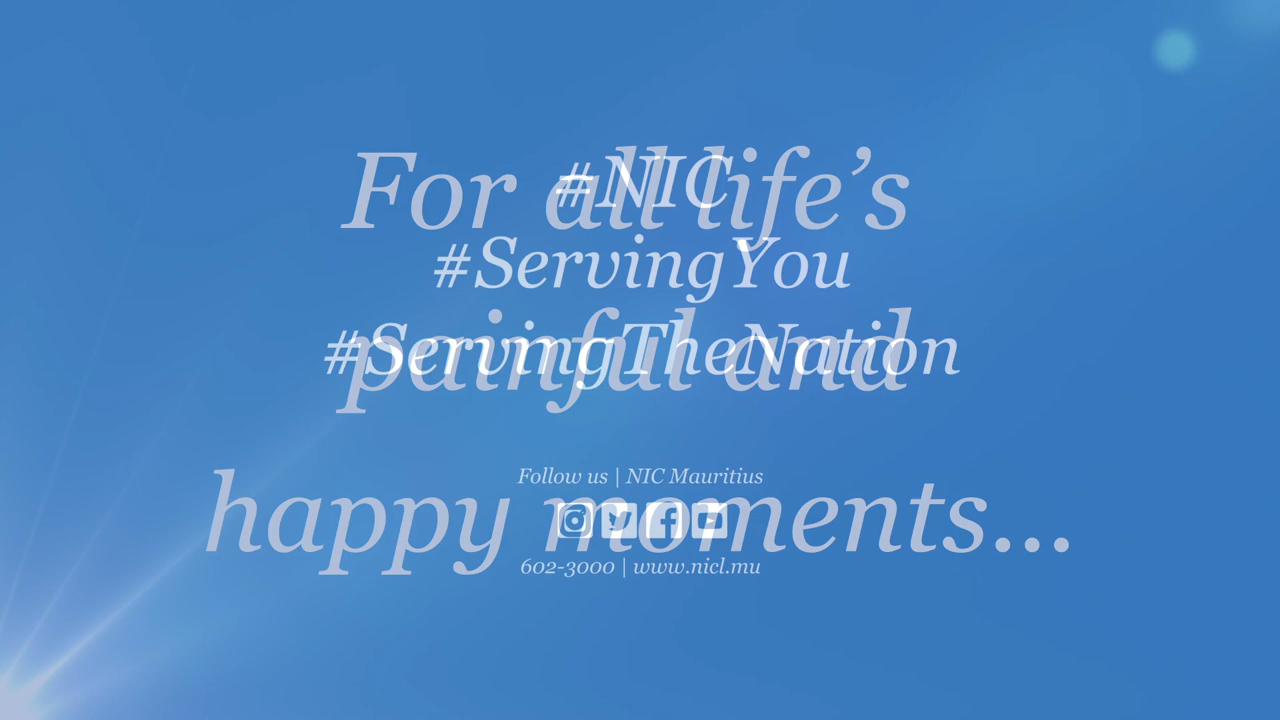 For all life’s
painful and
happy moments...
#NIC
#ServingYou
#ServingTheNation
Follow us | NIC Mauritius
602-3000 | www.nicl.mu